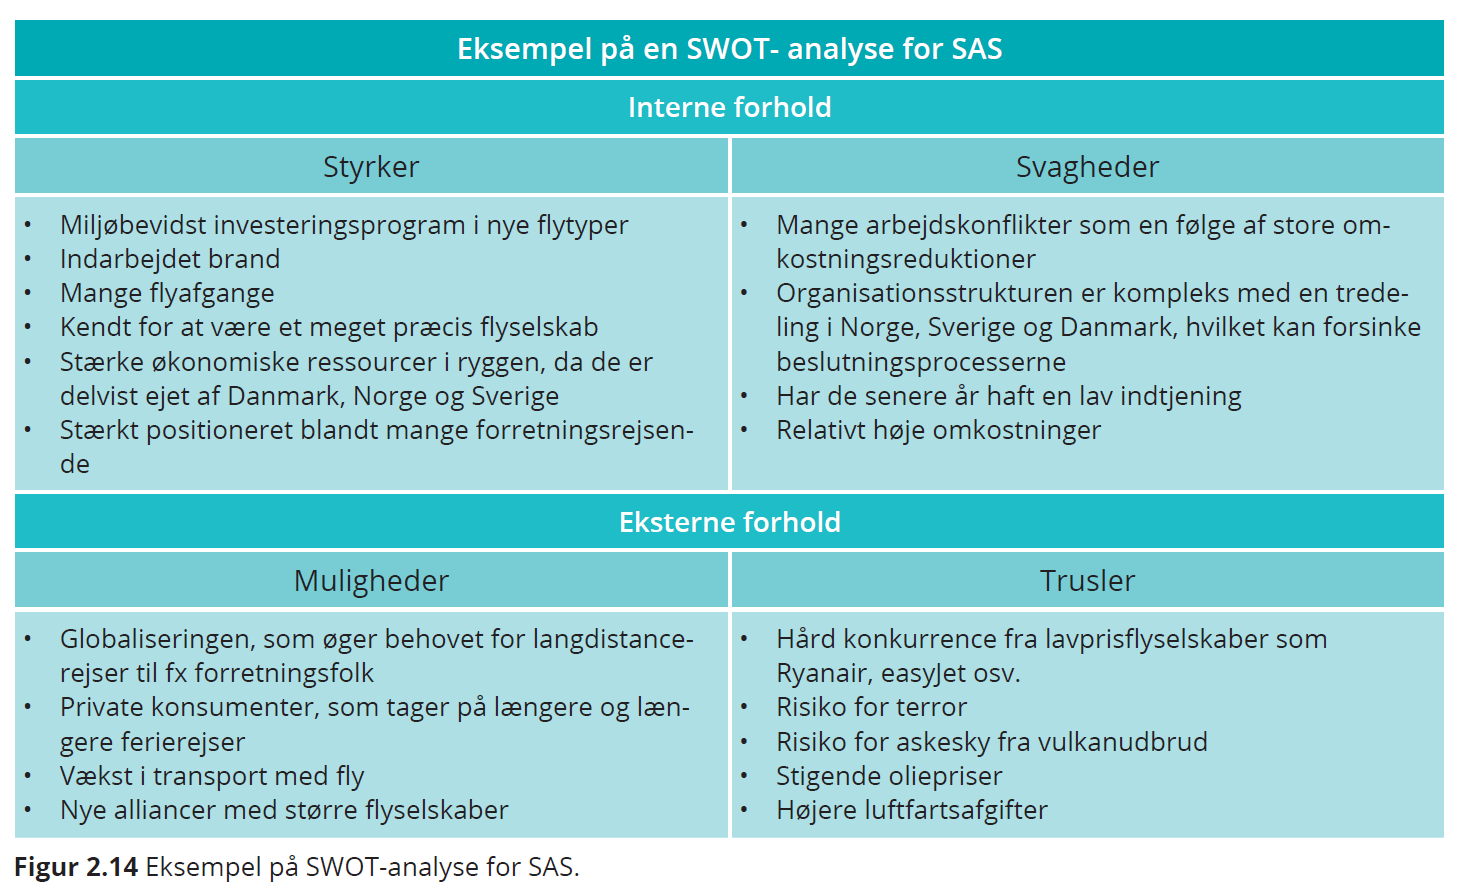 Eksempel på en SWOT- analyse for SAS
Interne forhold
Styrker
• Miljøbevidst investeringsprogram i nye flytyper
• Indarbejdet brand
• Mange flyafgange
• Kendt for at være et meget præcis flyselskab
• Stærke økonomiske ressourcer i ryggen, da de er
delvist ejet af Danmark, Norge og Sverige
• Stærkt positioneret blandt mange forretningsrejsen-
de
Svagheder
• Mange arbejdskonflikter som en følge af store om-
kostningsreduktioner
• Organisationsstrukturen er kompleks med en trede-
ling i Norge, Sverige og Danmark, hvilket kan forsinke
beslutningsprocesserne
• Har de senere år haft en lav indtjening
• Relativt høje omkostninger
Eksterne forhold
Muligheder
• Globaliseringen, som øger behovet for langdistance-
rejser til fx forretningsfolk
• Private konsumenter, som tager på længere og læn-
gere ferierejser
• Vækst i transport med fly
• Nye alliancer med større flyselskaber
Trusler
• Hård konkurrence fra lavprisflyselskaber som
Ryanair, easyJet osv.
• Risiko for terror
• Risiko for askesky fra vulkanudbrud
• Stigende oliepriser
• Højere luftfartsafgifter
Figur 2.14 Eksempel på SWOT-analyse for SAS.